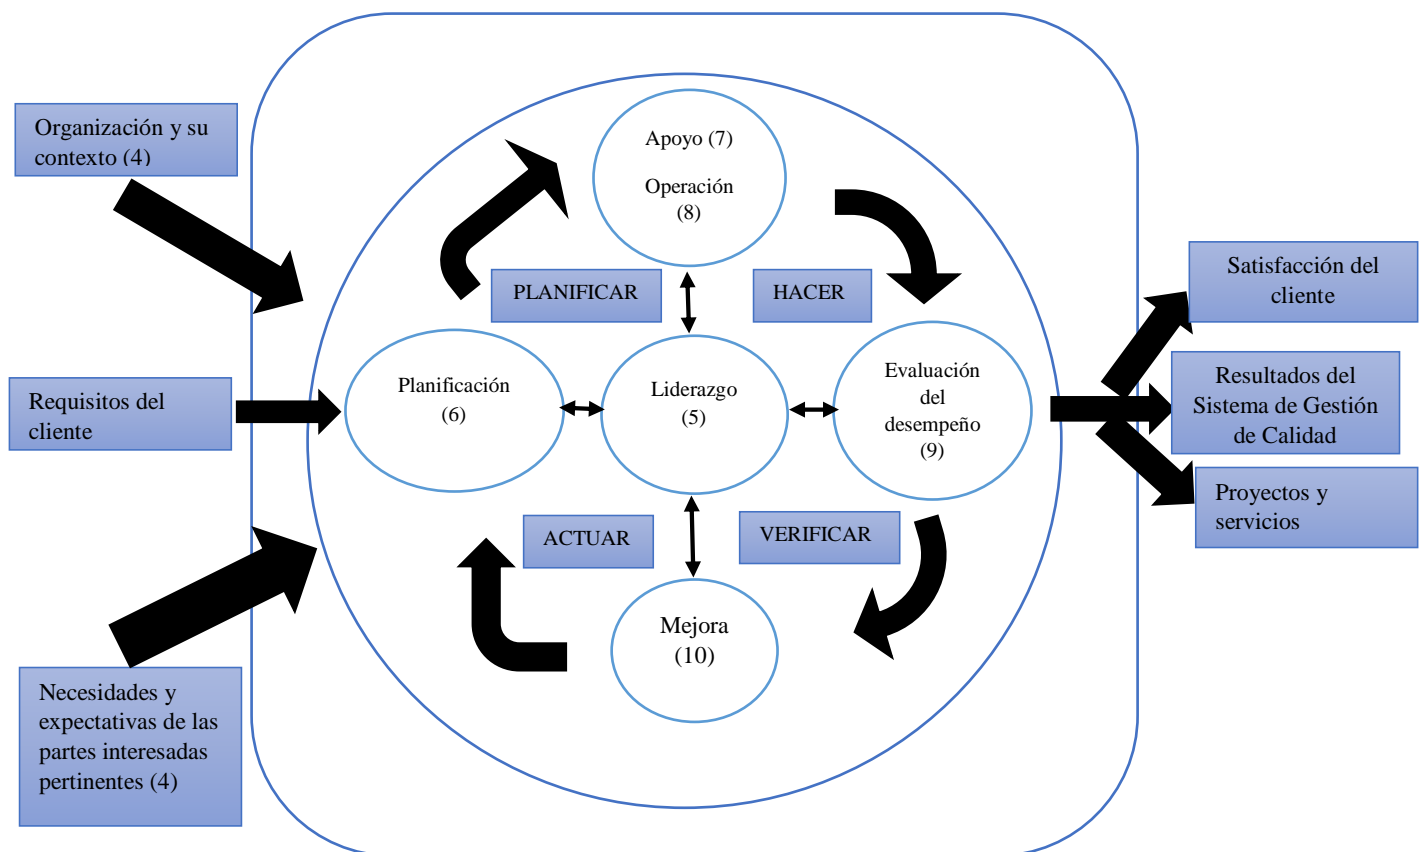 Organización y su
contexto (4)
Requisitos del
cliente
Necesidades y
expectativas de las
partes interesadas
pertinentes (4)
Apoyo (7)
Operación
(8)
PLANIFICAR
HACER
Planificación
(6)
Liderazgo
(5)
Evaluación
del
desempeño
(9)
ACTUAR
VERIFICAR
Mejora
(10)
Satisfacción del
cliente
Resultados del
Sistema de Gestión
de Calidad
Proyectos y
servicios